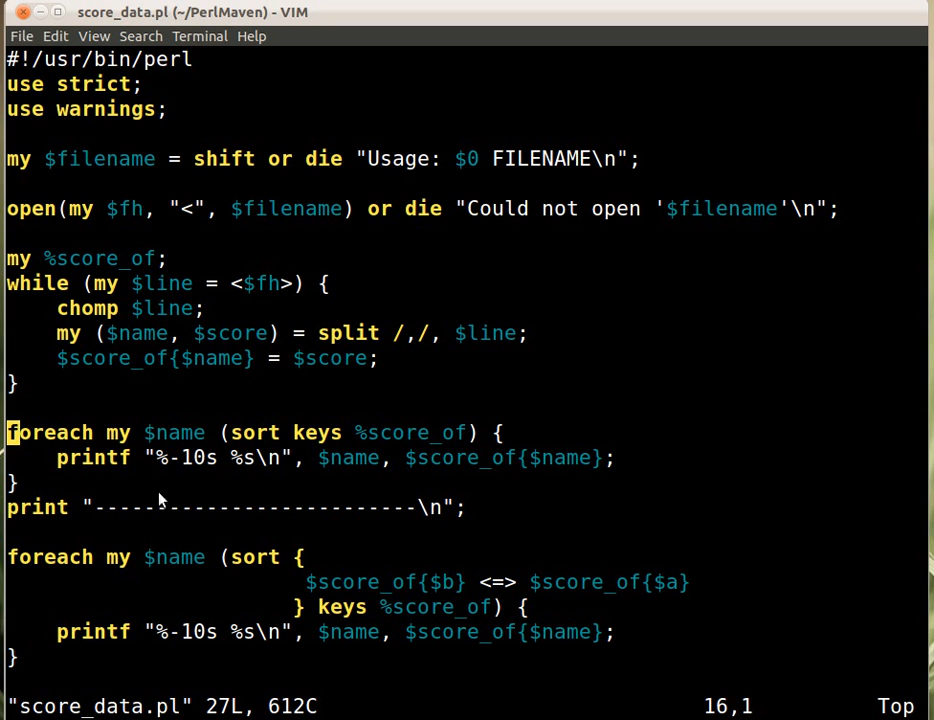 score_data.pl (~/PerlMaven) - VIM
File Edit View Search Terminal Help
#!/usr/bin/perl
use strict;
use warnings;

my $filename = shift or die "Usage: $0 FILENAME\n";

open(my $fh, "<", $filename) or die "Could not open '$filename'\n";

my %score_of;
while (my $line = <$fh>) {
    chomp $line;
    my ($name, $score) = split /,/, $line;
    $score_of{$name} = $score;
}

foreach my $name (sort keys %score_of) {
    printf "%-10s %s\n", $name, $score_of{$name};
}
print "--------------------------\n";

foreach my $name (sort {
                        $score_of{$b} <=> $score_of{$a}
                       } keys %score_of) {
    printf "%-10s %s\n", $name, $score_of{$name};
}

"score_data.pl" 27L, 612C 16,1 Top